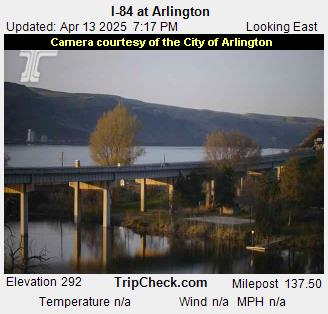 I-84 at Arlington
Updated: Apr 13 2025 7:17 PM Looking East
Camera courtesy of the City of Arlington
Elevation 292 TripCheck.com Milepost 137.50
Temperature n/a Wind n/a MPH n/a